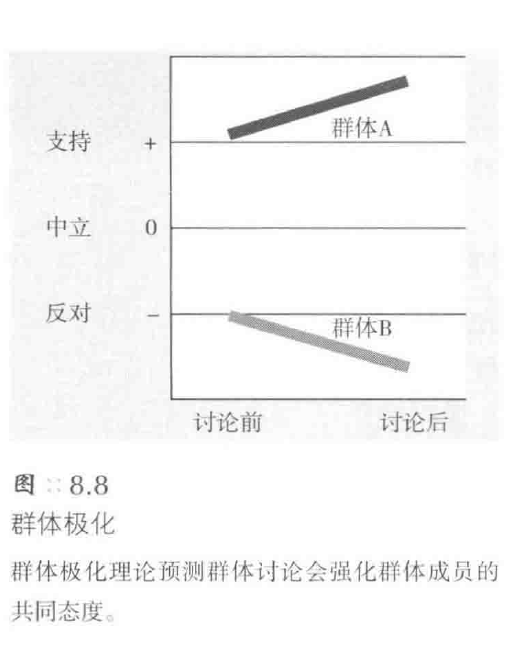 群体A
支持 +
中立 0
反对 −
群体B
讨论前 讨论后
图 :: 8.8
群体极化
群体极化理论预测群体讨论会强化群体成员的
共同态度。